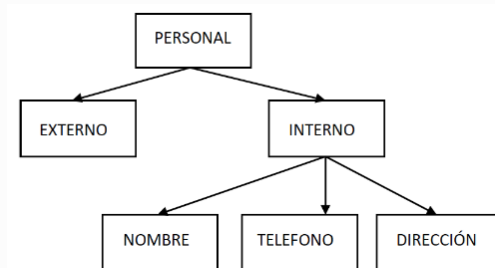 PERSONAL
EXTERNO
INTERNO
NOMBRE
TELEFONO
DIRECCIÓN